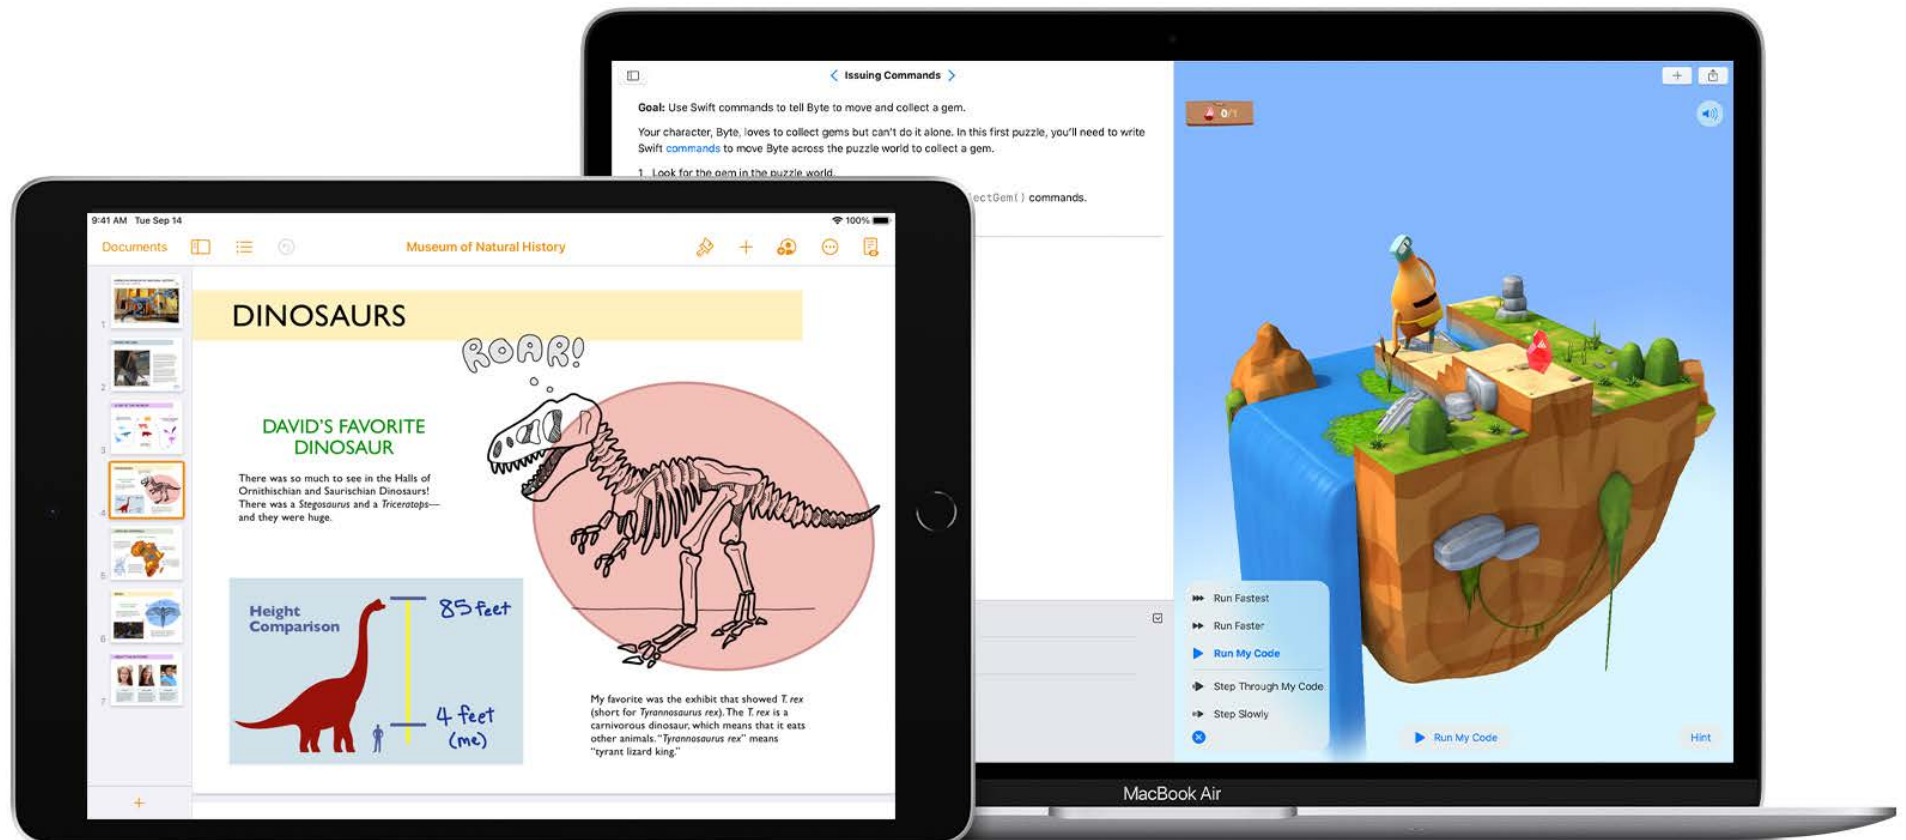 9:41 AM Tue Sep 14
100%
Documents
Museum of Natural History
DINOSAURS
ROAR!
DAVID'S FAVORITE
DINOSAUR
There was so much to see in the Halls of
Ornithischian and Saurischian Dinosaurs!
There was a Stegosaurus and a Triceratops—
and they were huge.
Height
Comparison
85 feet
4 feet
(me)
My favorite was the exhibit that showed T. rex
(short for Tyrannosaurus rex). The T. rex is a
carnivorous dinosaur, which means that it eats
other animals. “Tyrannosaurus rex” means
“tyrant lizard king.”
1
2
3
4
5
6
7
Issuing Commands
Goal: Use Swift commands to tell Byte to move and collect a gem.
Your character, Byte, loves to collect gems but can't do it alone. In this first puzzle, you'll need to write
Swift commands to move Byte across the puzzle world to collect a gem.
1 Look for the gem in the puzzle world.
ectGem() commands.
0/1
Run Fastest
Run Faster
Run My Code
Step Through My Code
Step Slowly
Run My Code
Hint
MacBook Air